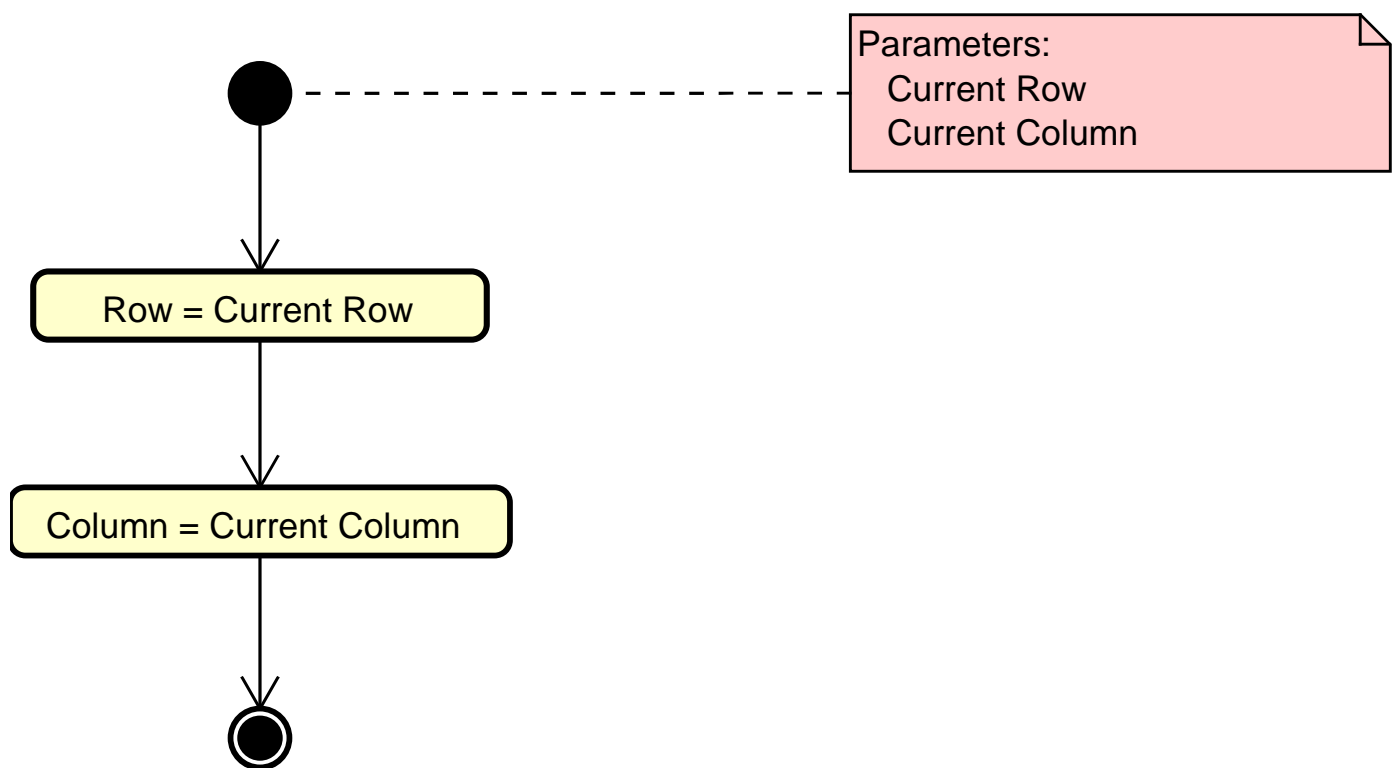 Parameters:
Current Row
Current Column
Row = Current Row
Column = Current Column